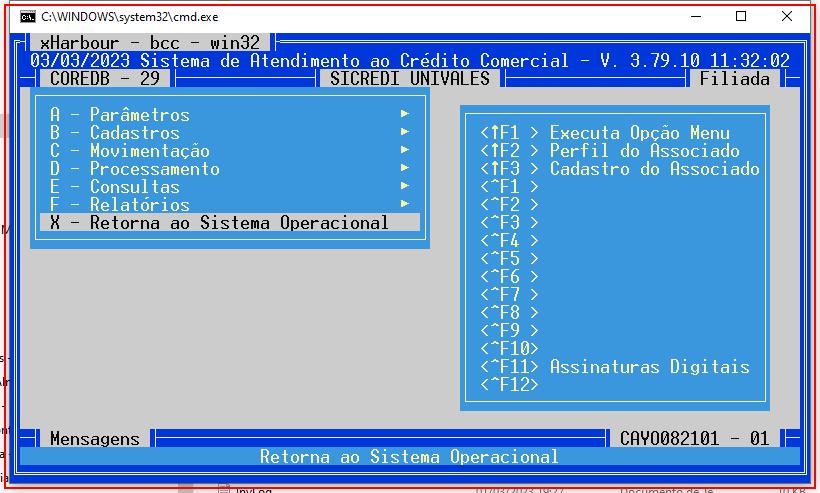 C:\WINDOWS\system32\cmd.exe
xHarbour - bcc - win32
03/03/2023 Sistema de Atendimento ao Crédito Comercial - V. 3.79.10 11:32:02
COREDB - 29 SICREDI UNIVALES Filiada
A - Parâmetros ►
B - Cadastros ►
C - Movimentação ►
D - Processamento ►
E - Consultas ►
F - Relatórios ►
X - Retorna ao Sistema Operacional
<↑F1 > Executa Opção Menu
<↑F2 > Perfil do Associado
<↑F3 > Cadastro do Associado
<^F1 >
<^F2 >
<^F3 >
<^F4 >
<^F5 >
<^F6 >
<^F7 >
<^F8 >
<^F9 >
<^F10>
<^F11> Assinaturas Digitais
<^F12>
Mensagens CAYO082101 - 01
Retorna ao Sistema Operacional